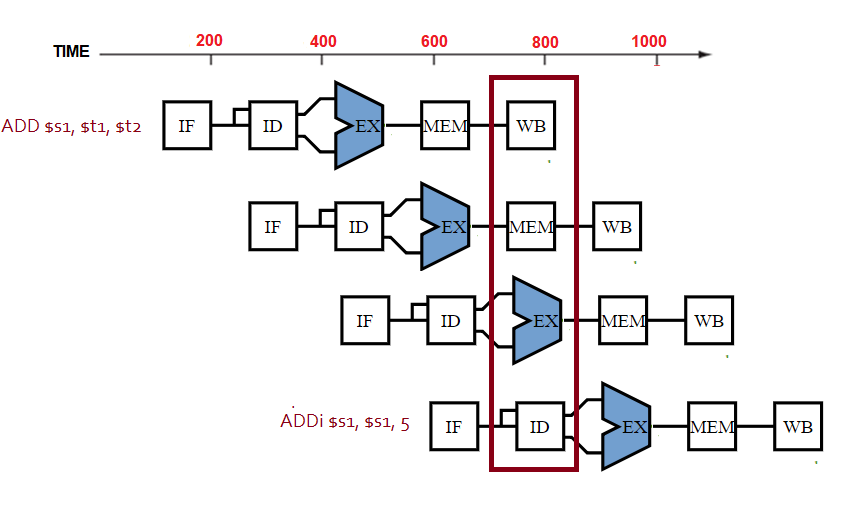 200 400 600 800 1000
TIME
ADD $s1, $t1, $t2 IF ID EX MEM WB
IF ID EX MEM WB
IF ID EX MEM WB
ADDi $s1, $s1, 5 IF ID EX MEM WB